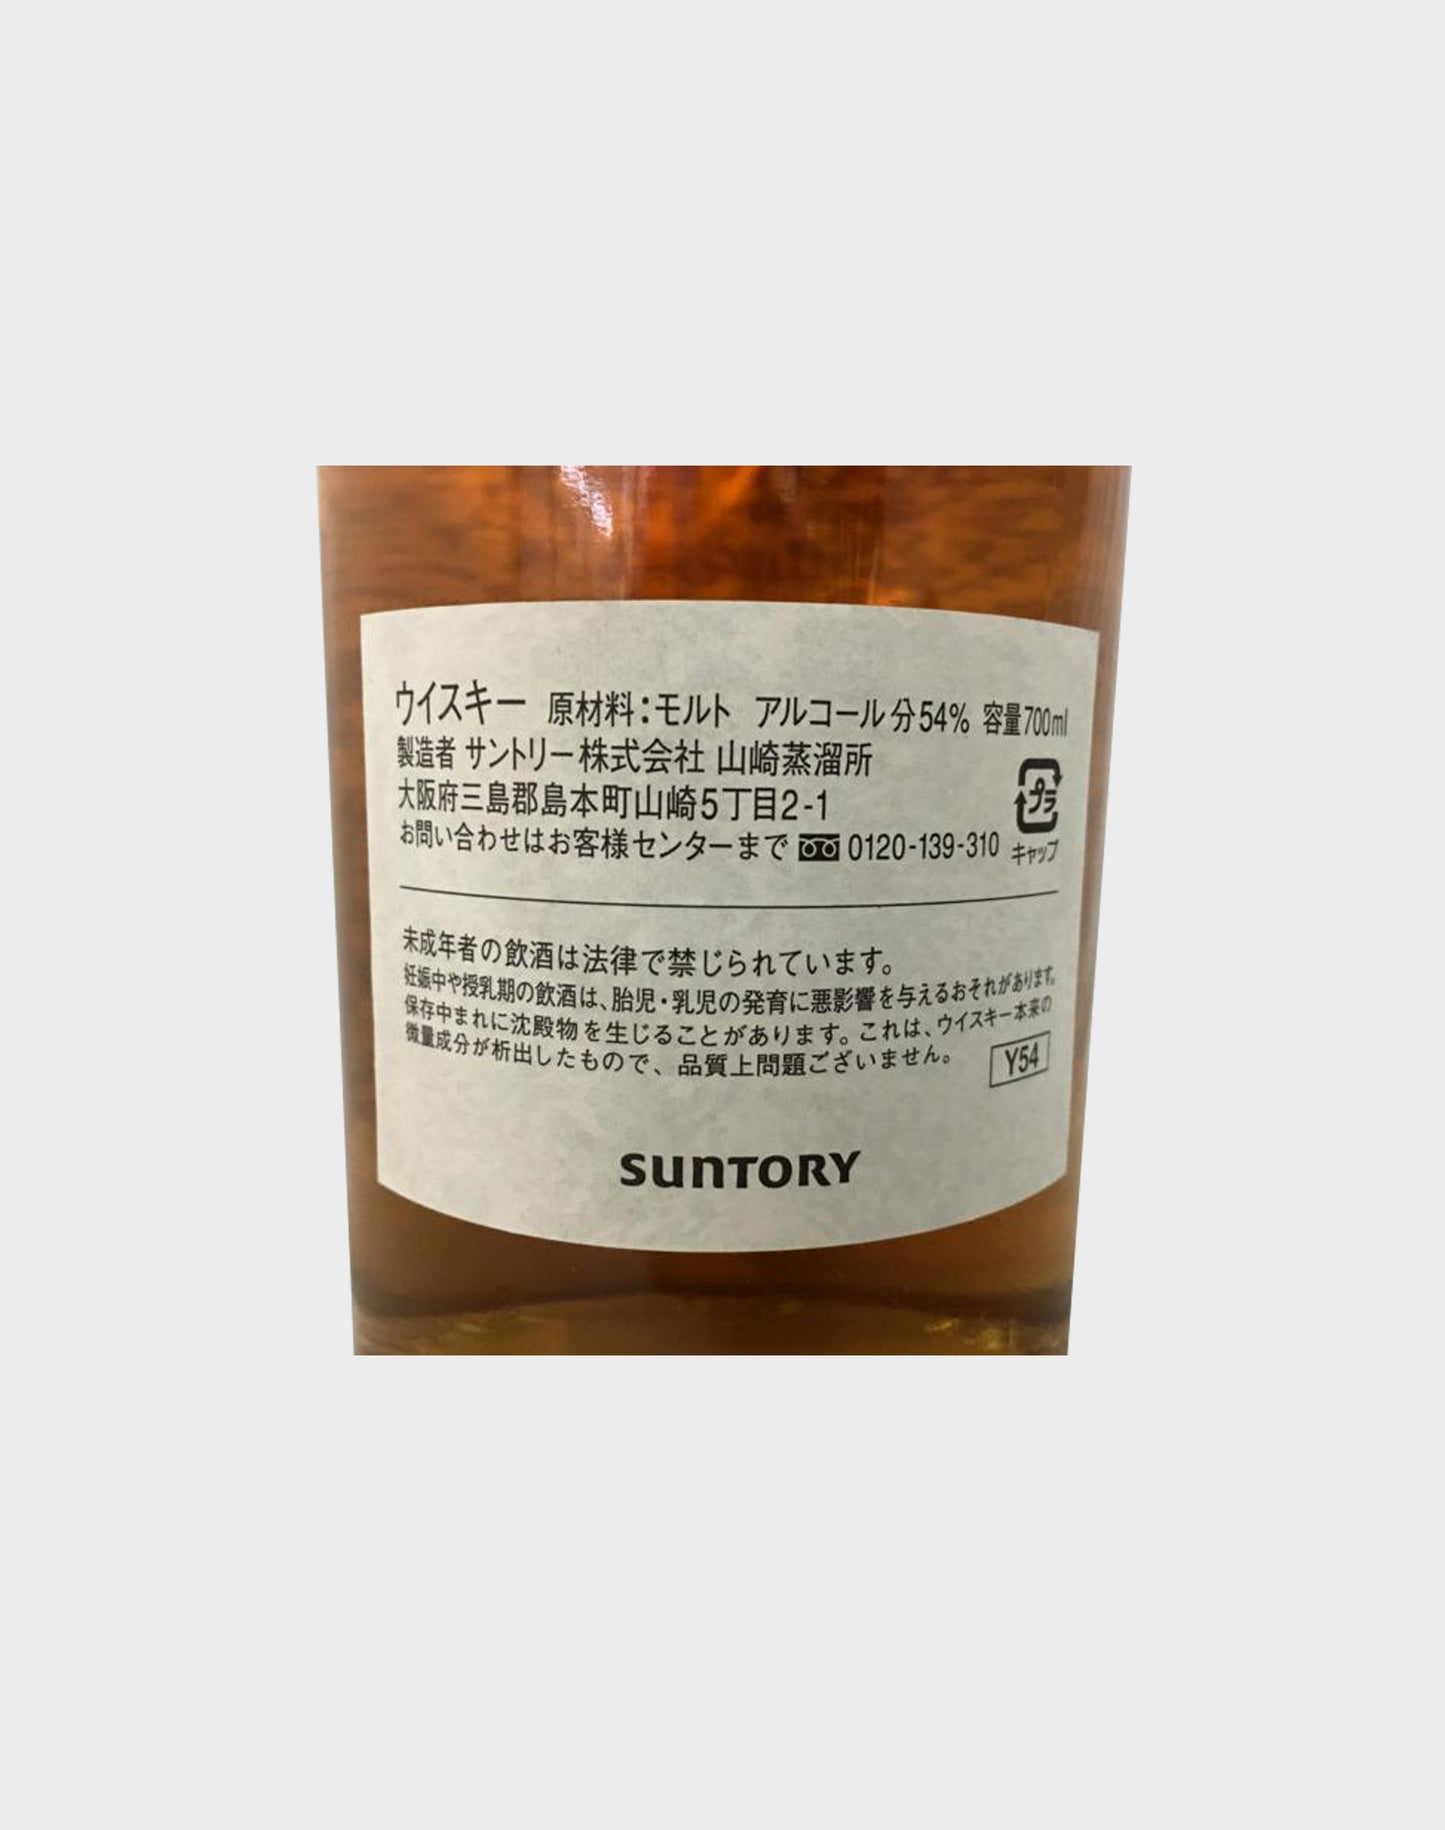 ウイスキー 原材料：モルト アルコール分54% 容量700ml
製造者 サントリー株式会社 山崎蒸溜所
大阪府三島郡島本町山崎5丁目2-1
お問い合わせはお客様センターまで 0120-139-310
プラ
キャップ
未成年者の飲酒は法律で禁じられています。
妊娠中や授乳期の飲酒は、胎児・乳児の発育に悪影響を与えるおそれがあります。
保存中まれに沈殿物を生じることがあります。これは、ウイスキー本来の
微量成分が析出したもので、品質上問題ございません。
Y54
SUNTORY